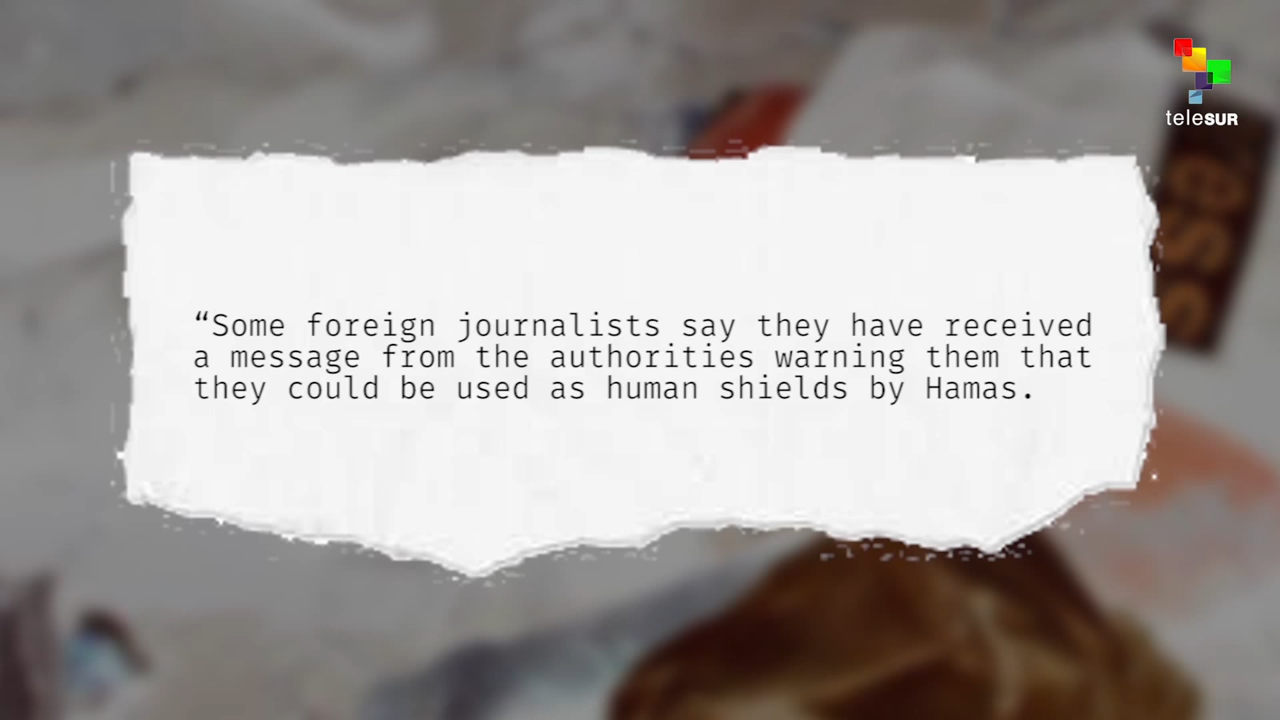 teleSUR
“Some foreign journalists say they have received
a message from the authorities warning them that
they could be used as human shields by Hamas.